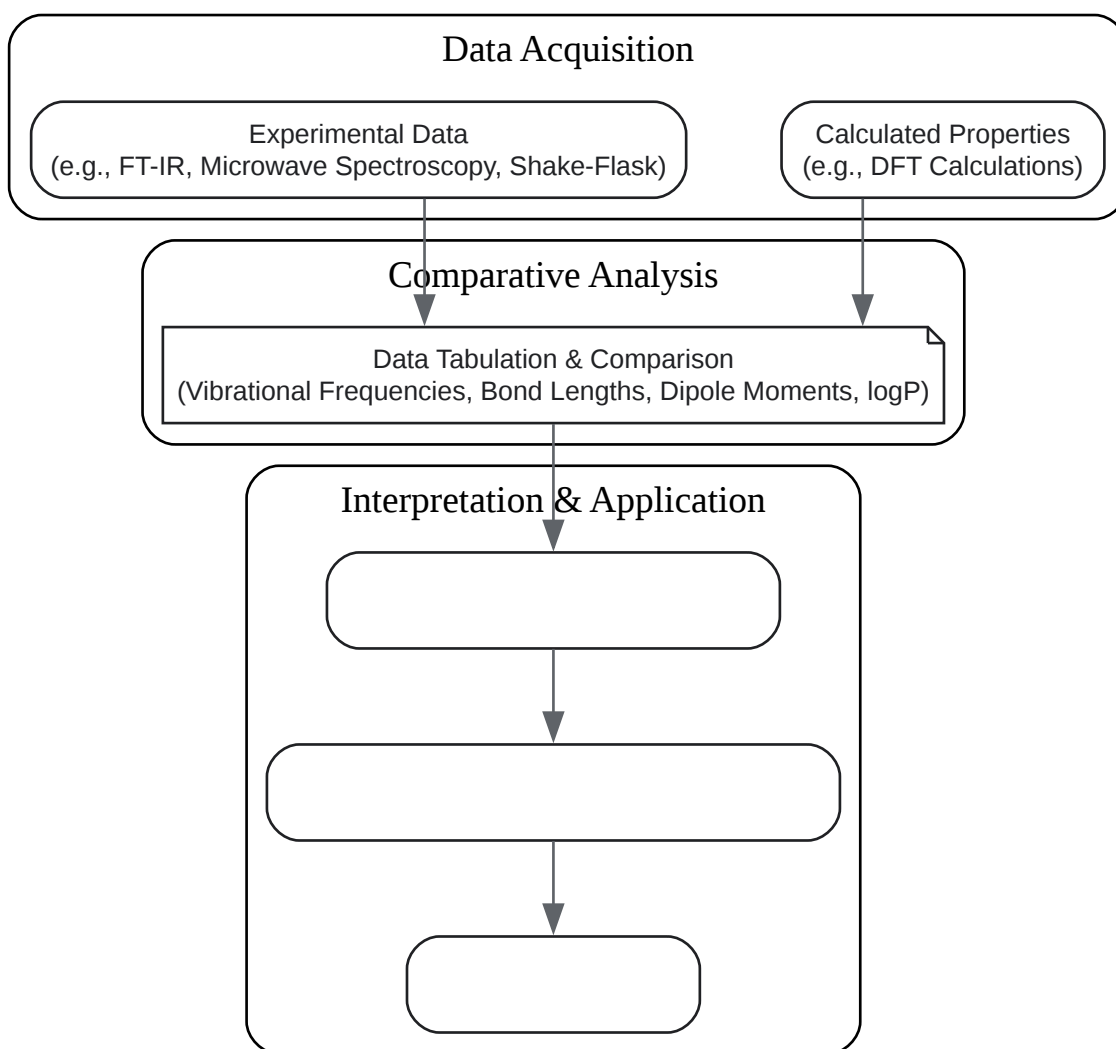 Data Acquisition
Experimental Data
(e.g., FT-IR, Microwave Spectroscopy, Shake-Flask)
Calculated Properties
(e.g., DFT Calculations)
Comparative Analysis
Data Tabulation & Comparison
(Vibrational Frequencies, Bond Lengths, Dipole Moments, logP)
Interpretation & Application